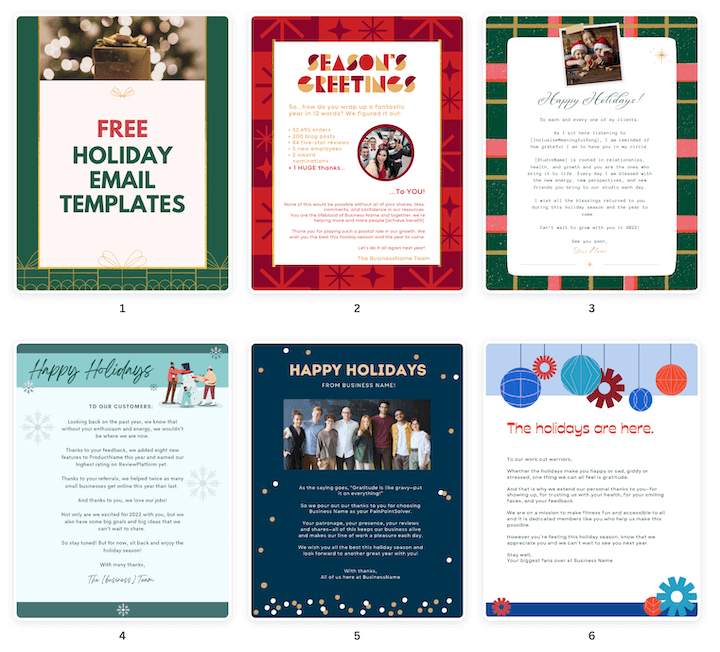 FREE
HOLIDAY
EMAIL
TEMPLATES
1
SEASON'S
GREETINGS
So...how do you wrap up a fantastic
year in 12 words? We figured it out:
• 32,695 orders
• 200 blog posts
• 94 five-star reviews
• 5 new employees
• 2 award
nominations
• 1 HUGE thanks...
...To YOU!
None of this would be possible without all of your shares, likes,
comments, and confidence in our resources.
You are the lifeblood of Business Name and together, we're
helping more and more people [achieve benefit].
Thank you for playing such a pivotal role in our growth. We
wish you the best this holiday season and the year to come.
Let's do it all again next year!
The BusinessName Team
2
Happy Holidays!
To each and every one of my clients:
As I all here listening to
[InclusiveMeaningfulSong], I am reminded of
how grateful I am to have you in my circle.
[StudioName] is rooted in relationships,
health, and growth and you are the ones who
bring it to life. Every day I am blessed with
the new energy, new perspectives, and new
friends you bring to our studio each day.
I wish all the blessings returned to you
during this holiday season and the year to
come.
Can't wait to grow with you in 2022!
See you soon,
Your Name
3
Happy Holidays
TO OUR CUSTOMERS:
Looking back on the past year, we know that
without your enthusiasm and energy, we wouldn't
be where we are now.
Thanks to your feedback, we added eight new
features to ProductName this year and earned our
highest rating on ReviewPlatform yet.
Thanks to your referrals, we helped twice as many
small businesses get online this year than last.
And thanks to you, we love our jobs!
Not only are we excited for 2022 with you, but we
also have some big goals and big ideas that we
can't wait to share.
So stay tuned! But for now, sit back and enjoy the
holiday season!
With many thanks,
The [Business] Team
4
HAPPY HOLIDAYS
FROM BUSINESS NAME!
As the saying goes, "Gratitude is like gravy—put
it on everything!"
So we pour out our thanks to you for choosing
Business Name as your PainPointSolver.
Your patronage, your presence, your reviews
and shares—all of this keeps our business alive
and makes our line of work a pleasure each day.
We wish you all the best this holiday season and
look forward to another great year with you!
With thanks,
All of us here at BusinessName
5
The holidays are here.
To our work out warriors,
Whether the holidays make you happy or sad, giddy or
stressed, one thing we can all feel is gratitude.
And that is why we extend our personal thanks to you—for
showing up, for trusting us with your health, for your smiling
faces, and your feedback.
We are on a mission to make fitness fun and accessible to all
and it is dedicated members like you who help us make this
possible.
However you're feeling this holiday season, know that we
appreciate you and we can't wait to see you next year.
Stay well,
Your biggest fans over at Business Name
6